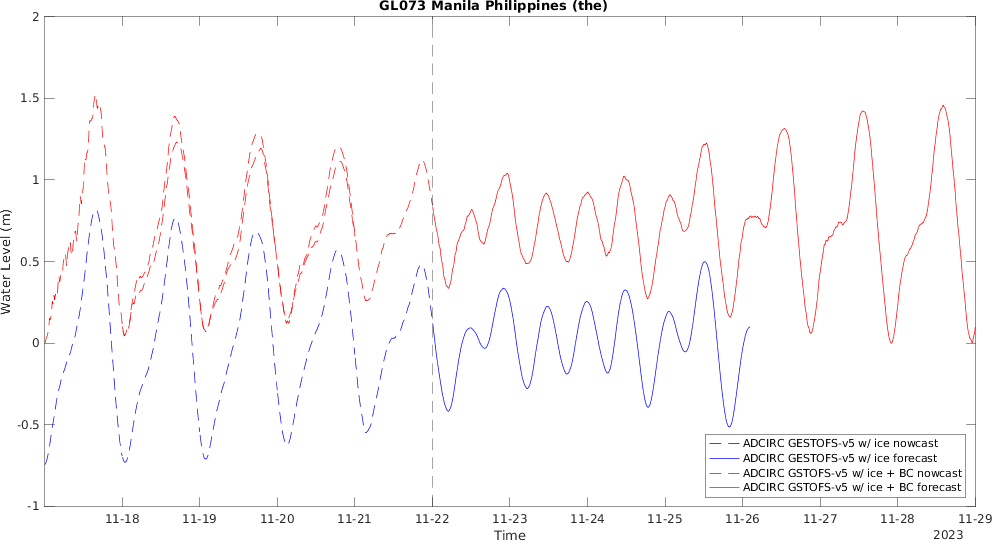 GL073 Manila Philippines (the)
2
1.5
1
0.5
0
-0.5
-1
Water Level (m)
ADCIRC GESTOFS-v5 w/ ice nowcast
ADCIRC GESTOFS-v5 w/ ice forecast
ADCIRC GSTOFS-v5 w/ ice + BC nowcast
ADCIRC GSTOFS-v5 w/ ice + BC forecast
11-18 11-19 11-20 11-21 11-22 11-23 11-24 11-25 11-26 11-27 11-28 11-29
Time
2023